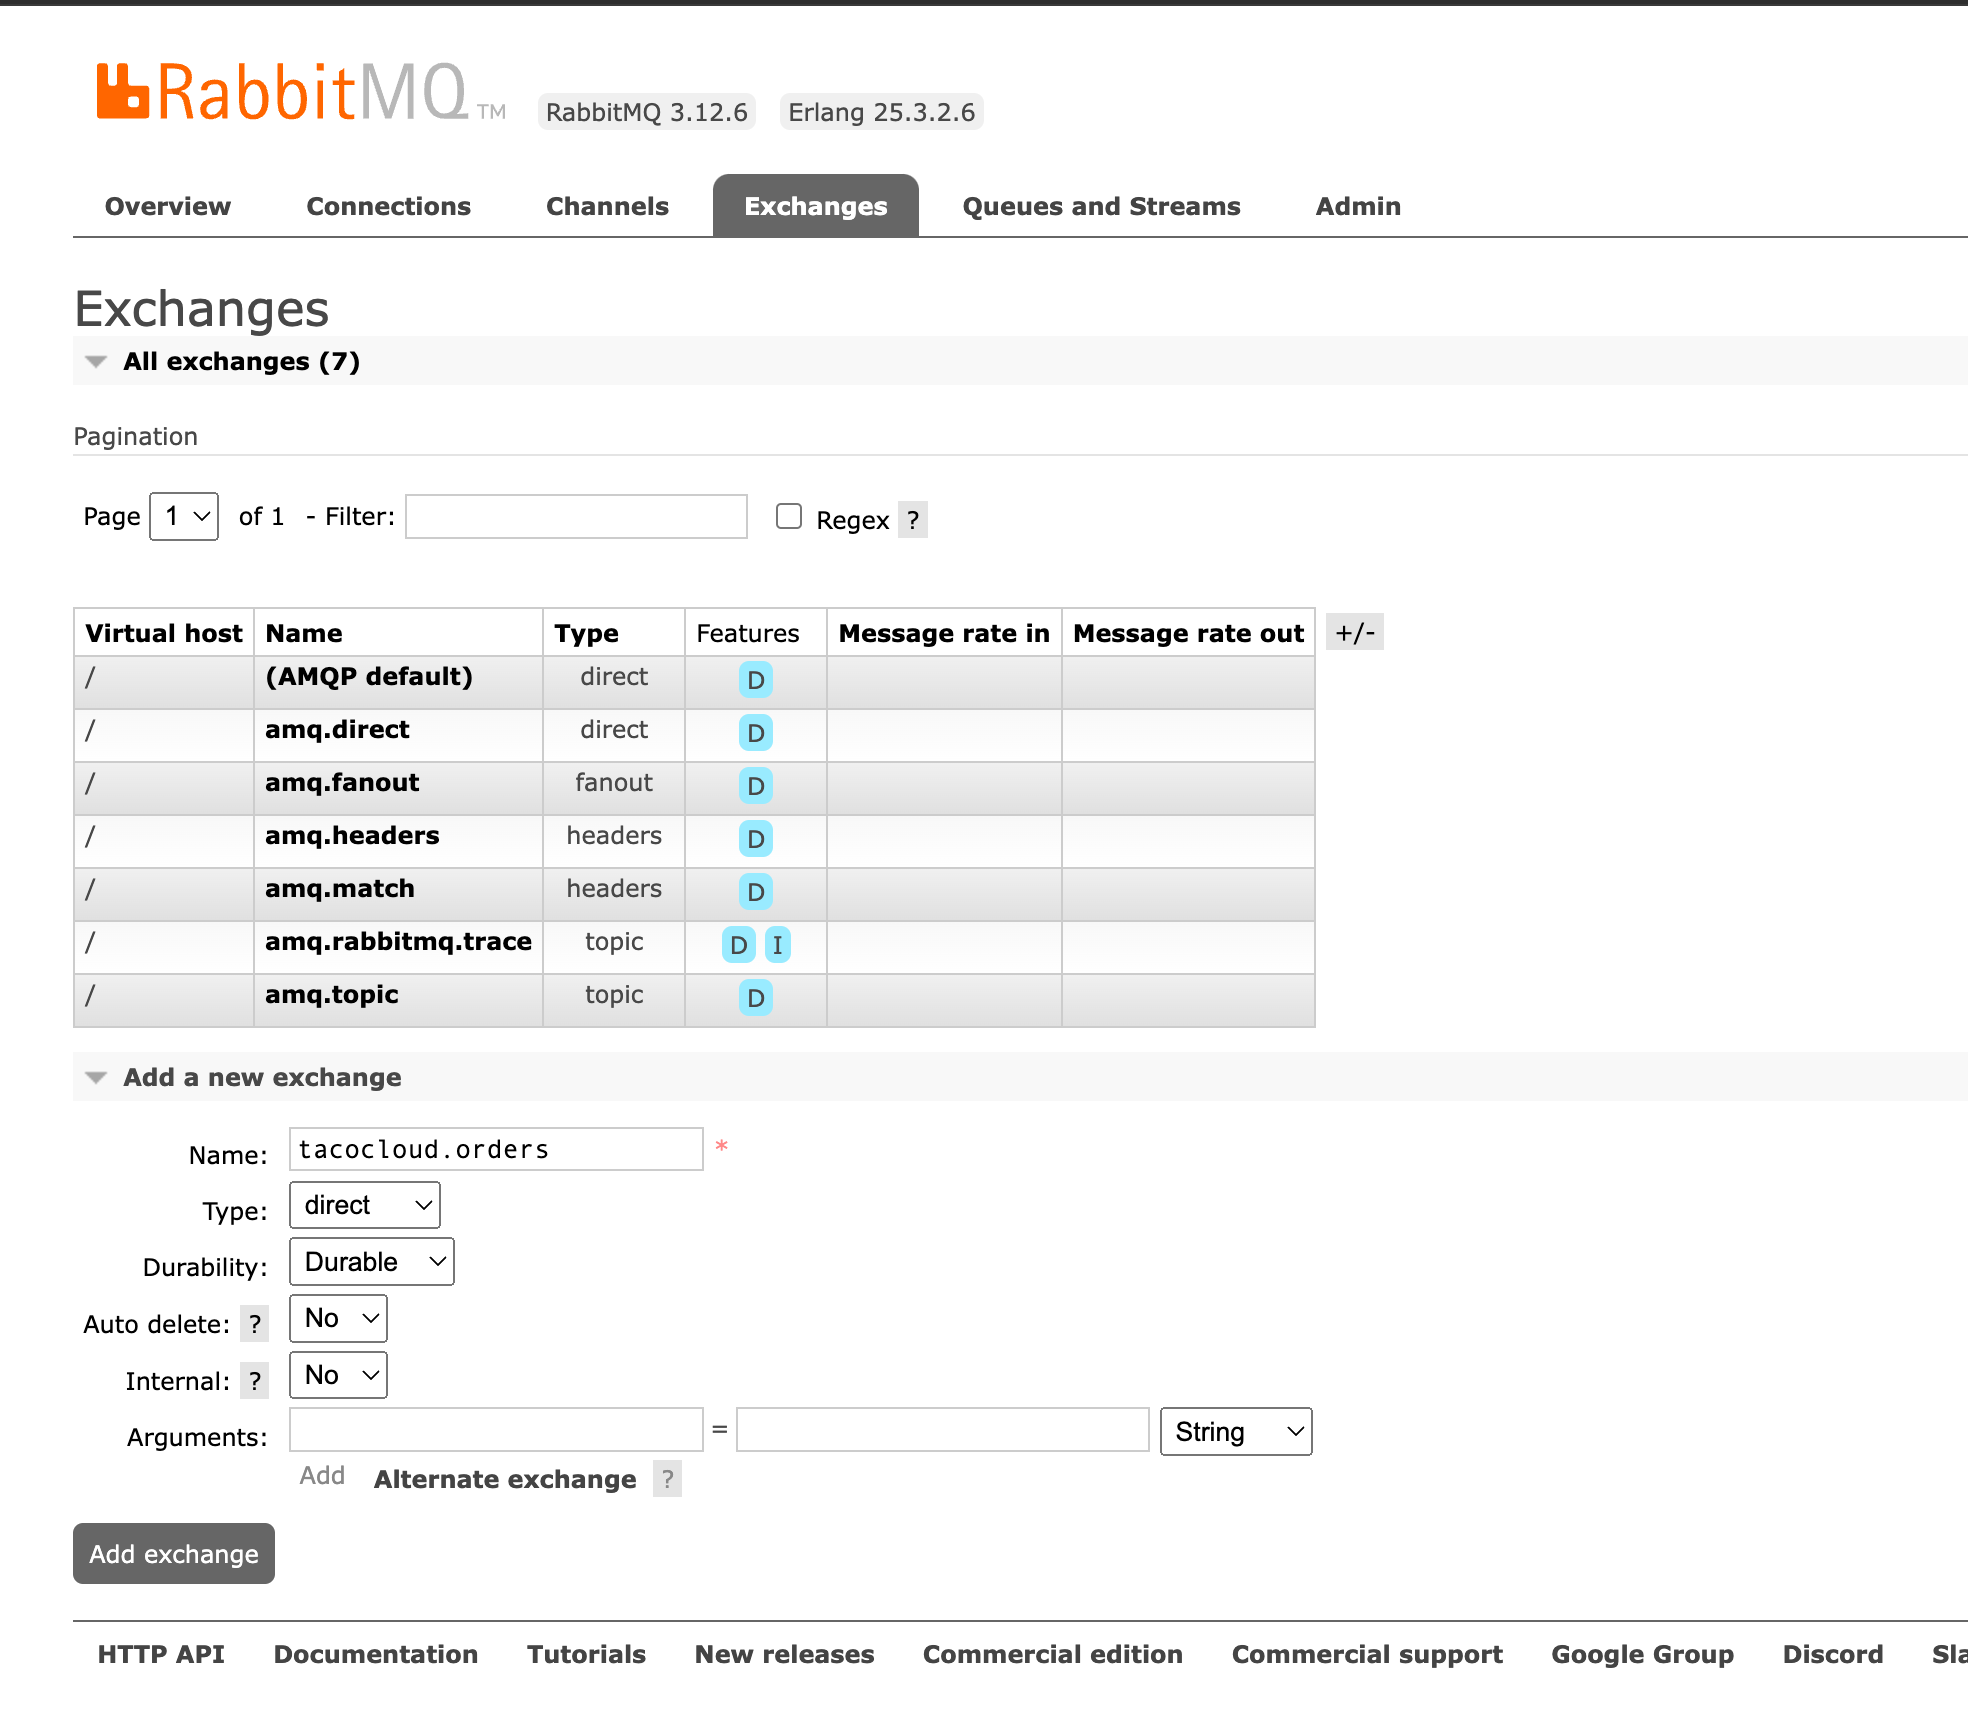 RabbitMQ TM RabbitMQ 3.12.6 Erlang 25.3.2.6
Overview Connections Channels Exchanges Queues and Streams Admin
Exchanges
All exchanges (7)
Pagination
Page 1 of 1 - Filter: Regex ?
Virtual host Name Type Features Message rate in Message rate out +/-
/ (AMQP default) direct D
/ amq.direct direct D
/ amq.fanout fanout D
/ amq.headers headers D
/ amq.match headers D
/ amq.rabbitmq.trace topic D I
/ amq.topic topic D
Add a new exchange
Name: tacocloud.orders *
Type: direct
Durability: Durable
Auto delete: ? No
Internal: ? No
Arguments: = String
Add Alternate exchange ?
Add exchange
HTTP API Documentation Tutorials New releases Commercial edition Commercial support Google Group Discord